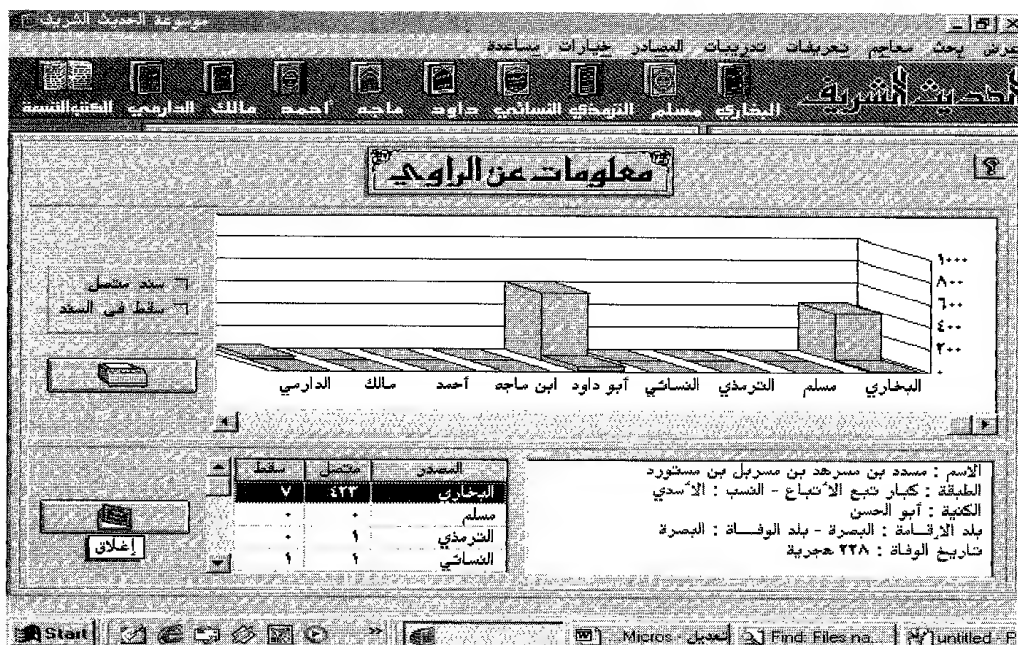 موسوعة الحديث الشريف
عرض بحث معاجم تعريفات تدريبات المصادر خيارات مساعدة
الحديث الشريف
البخاري مسلم الترمذي النسائي داود ماجه أحمد مالك الدارمي الكتب التسعة
معلومات عن الراوي
سند متصل
سقط في السند
١٠٠٠
٨٠٠
٦٠٠
٤٠٠
٢٠٠
٠
البخاري مسلم الترمذي النسائي أبو داود ابن ماجه أحمد مالك الدارمي
المصدر متصل سقط
البخاري ٤٢٣ ٧
مسلم ٠ ٠
الترمذي ١ ٠
النسائي ١ ١
إغلاق
الاسم : مسدد بن مسرهد بن مسربل بن مستورد
الطبقة : كبار تبع الأتباع - النسب : الأسدي
الكنية : أبو الحسن
بلد الإقامة : البصرة - بلد الوفاة : البصرة
تاريخ الوفاة : ٢٢٨ هجرية
Start
Micros - تعديل
Find: Files na...
untitled - P